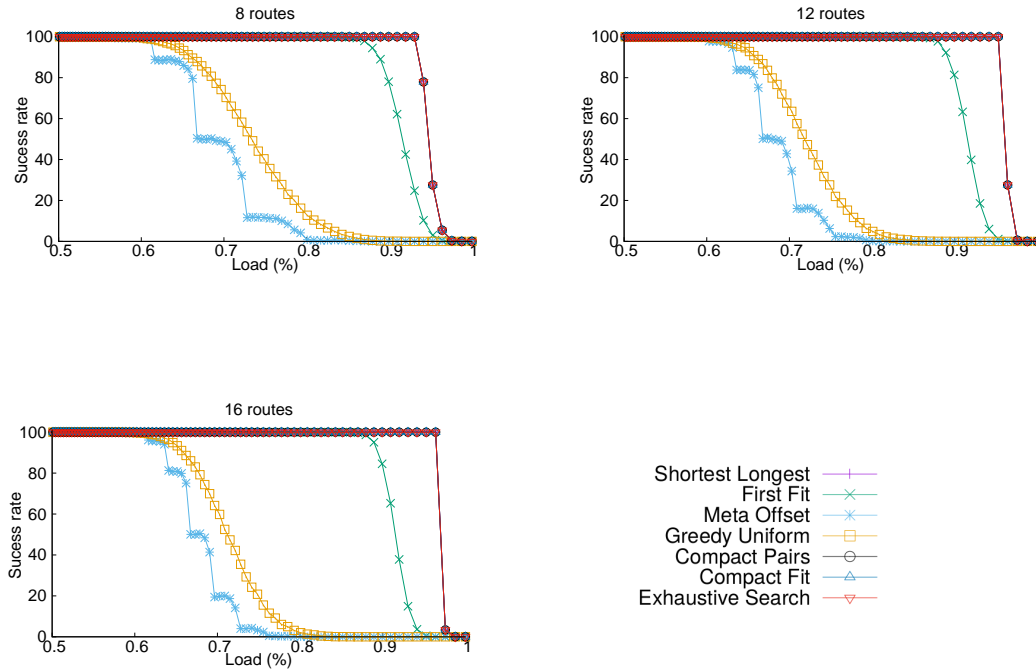 8 routes
12 routes
Sucess rate
100
80
60
40
20
0
0.5 0.6 0.7 0.8 0.9 1
Load (%)
Sucess rate
100
80
60
40
20
0
0.5 0.6 0.7 0.8 0.9
Load (%)
16 routes
Sucess rate
100
80
60
40
20
0
0.5 0.6 0.7 0.8 0.9 1
Load (%)
Shortest Longest
First Fit
Meta Offset
Greedy Uniform
Compact Pairs
Compact Fit
Exhaustive Search